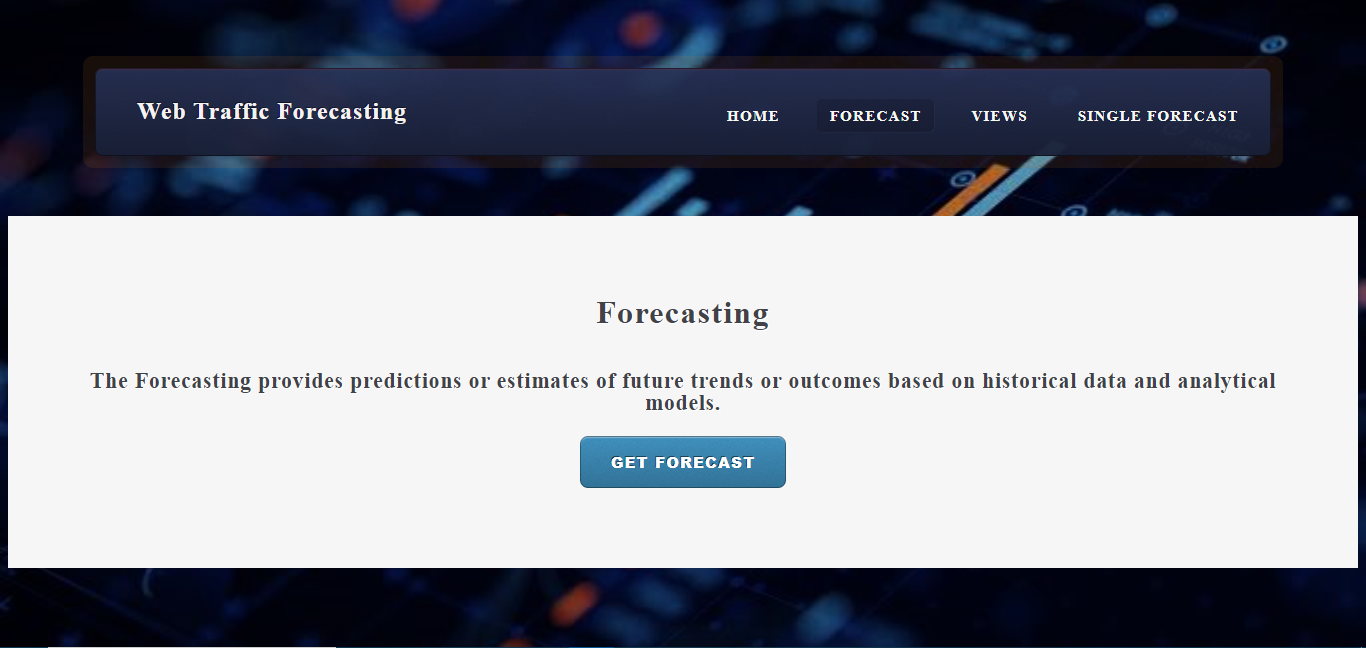 Web Traffic Forecasting
HOME FORECAST VIEWS SINGLE FORECAST
Forecasting
The Forecasting provides predictions or estimates of future trends or outcomes based on historical data and analytical
models.
GET FORECAST